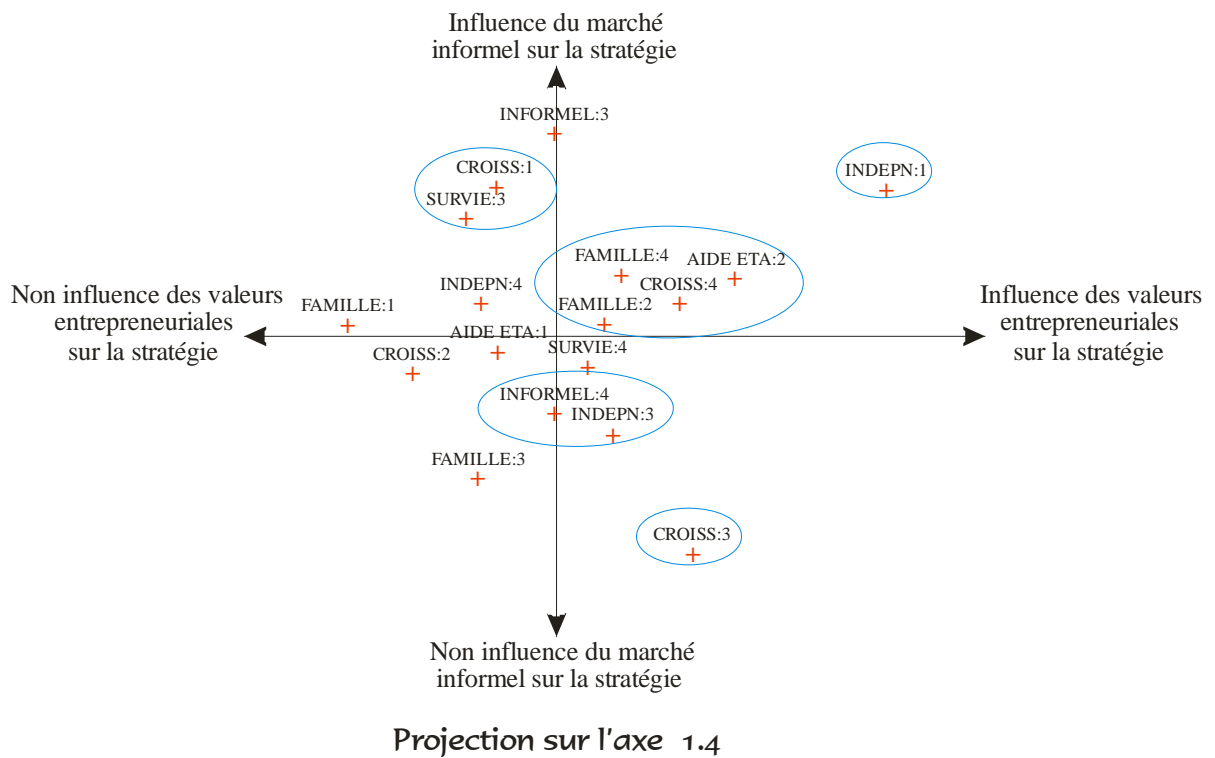 Influence du marché
informel sur la stratégie
INFORMEL:3
CROISS:1
INDEPN:1
SURVIE:3
FAMILLE:4
AIDE ETA:2
INDEPN:4
CROISS:4
Non influence des valeurs
entrepreneuriales
sur la stratégie
FAMILLE:1
FAMILLE:2
Influence des valeurs
entrepreneuriales
sur la stratégie
AIDE ETA:1
CROISS:2
SURVIE:4
INFORMEL:4
INDEPN:3
FAMILLE:3
CROISS:3
Non influence du marché
informel sur la stratégie
Projection sur l'axe 1.4